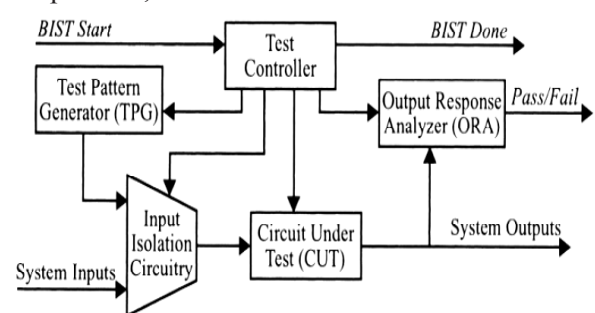 BIST Start
BIST Done
Test
Controller
Test Pattern
Generator (TPG)
Output Response
Analyzer (ORA)
Pass/Fail
Input
Isolation
Circuitry
Circuit Under
Test (CUT)
System Outputs
System Inputs